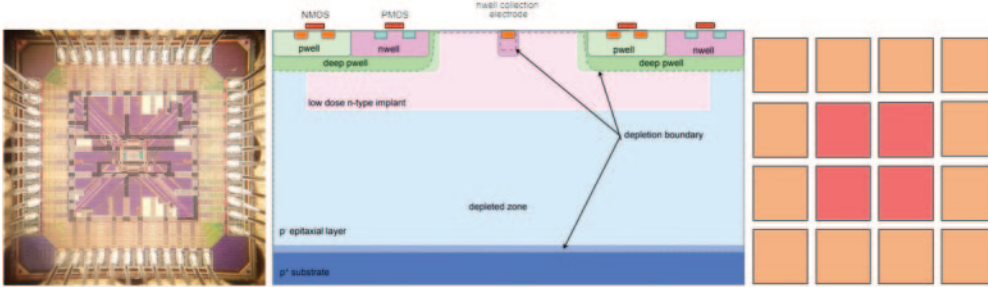 NMOS
PMOS
nwell collection
electrode
pwell
nwell
pwell
nwell
deep pwell
deep pwell
low dose n-type implant
depletion boundary
depleted zone
p- epitaxial layer
p+ substrate